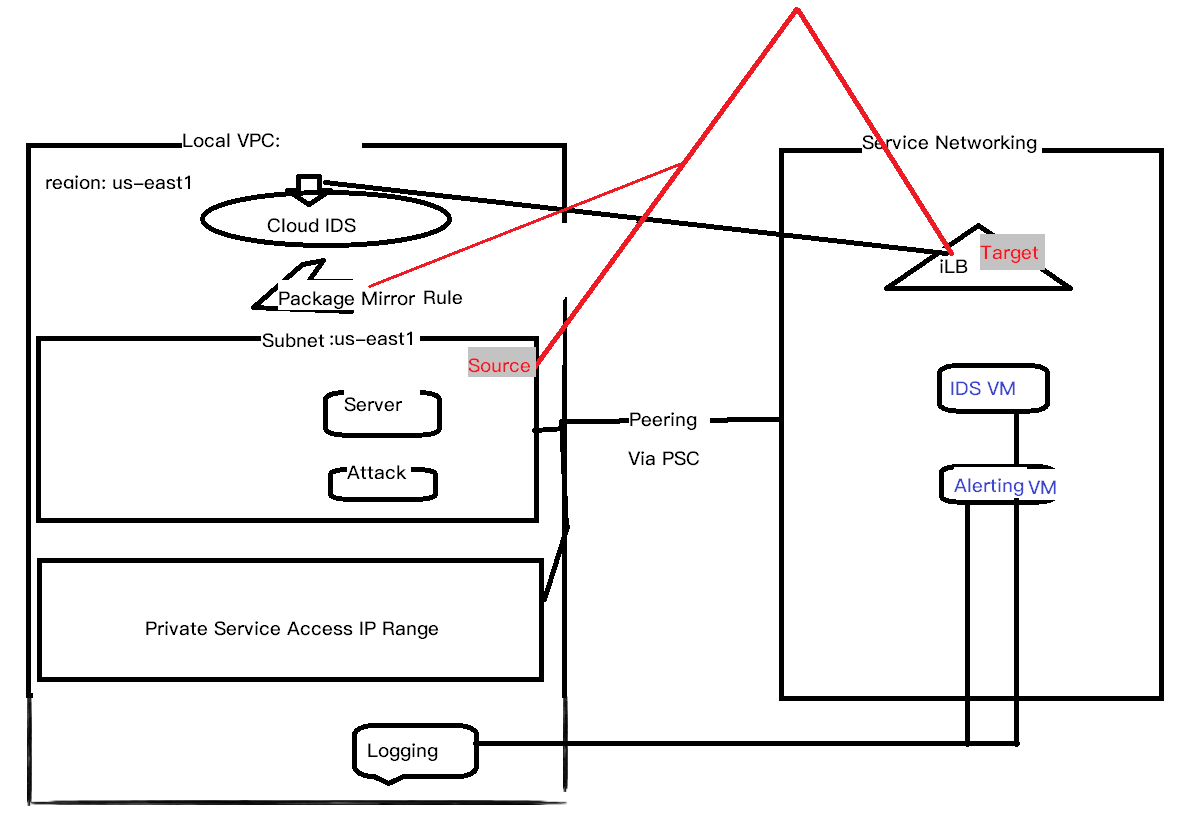 Local VPC:
Service Networking
region: us-east1
Cloud IDS
Target
iLB
Package Mirror Rule
Subnet :us-east1
Source
IDS VM
Server
Peering
Via PSC
Attack
Alerting VM
Private Service Access IP Range
Logging